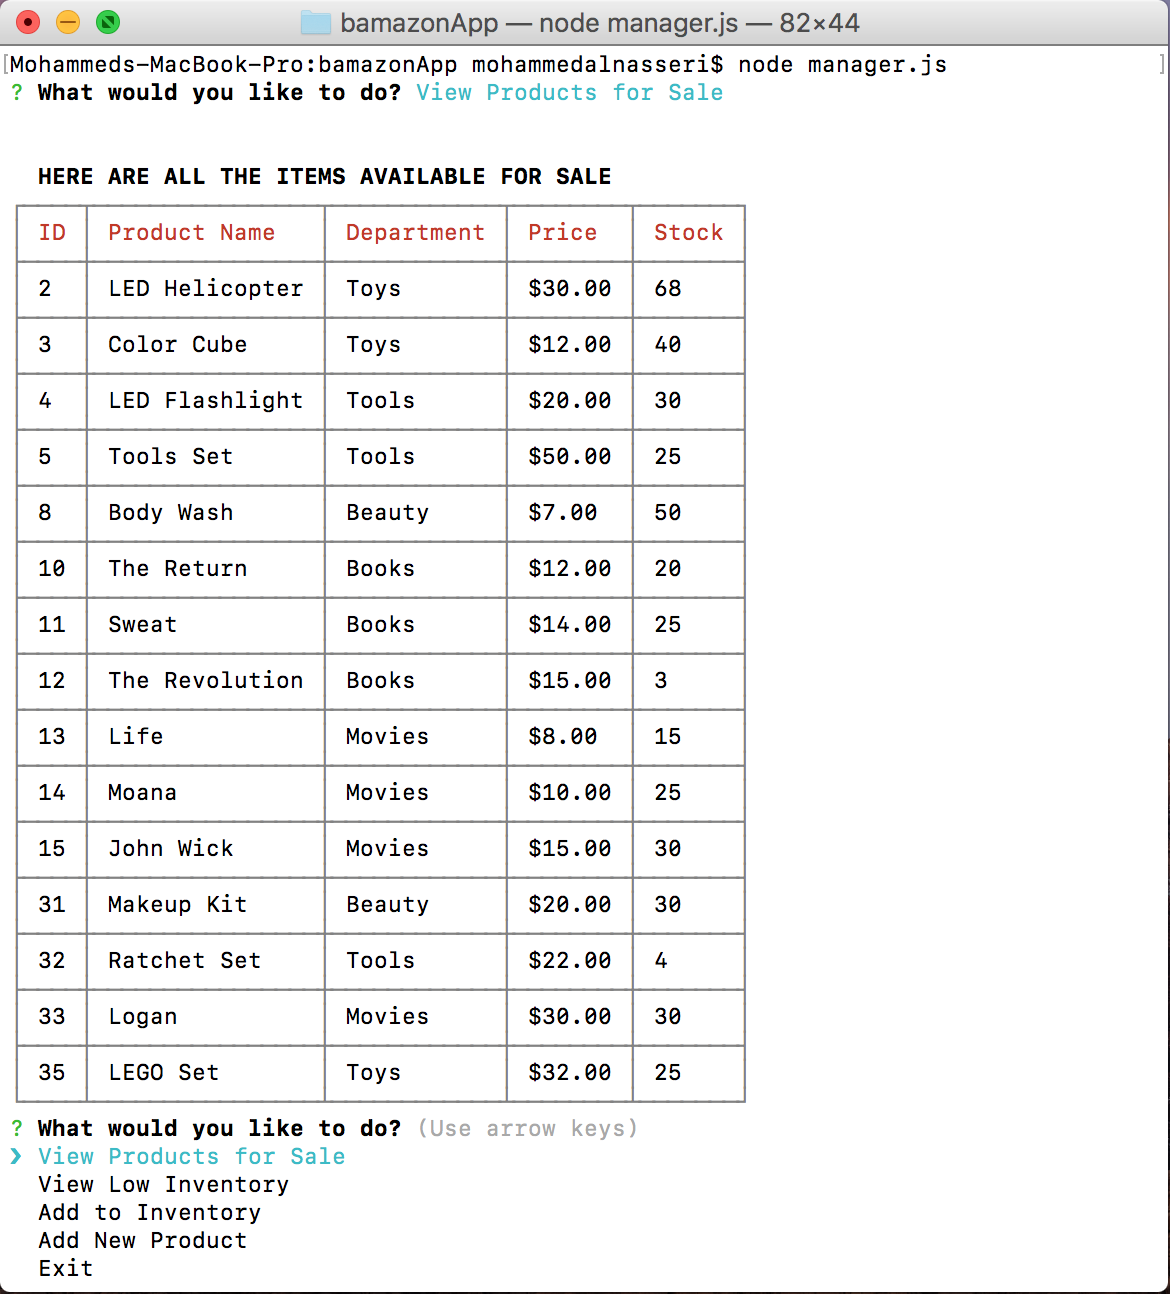 bamazonApp — node manager.js — 82×44
[Mohammeds-MacBook-Pro:bamazonApp mohammedalnasseri$ node manager.js ]
? What would you like to do? View Products for Sale
HERE ARE ALL THE ITEMS AVAILABLE FOR SALE
ID Product Name Department Price Stock
2 LED Helicopter Toys $30.00 68
3 Color Cube Toys $12.00 40
4 LED Flashlight Tools $20.00 30
5 Tools Set Tools $50.00 25
8 Body Wash Beauty $7.00 50
10 The Return Books $12.00 20
11 Sweat Books $14.00 25
12 The Revolution Books $15.00 3
13 Life Movies $8.00 15
14 Moana Movies $10.00 25
15 John Wick Movies $15.00 30
31 Makeup Kit Beauty $20.00 30
32 Ratchet Set Tools $22.00 4
33 Logan Movies $30.00 30
35 LEGO Set Toys $32.00 25
? What would you like to do? (Use arrow keys)
❯ View Products for Sale
View Low Inventory
Add to Inventory
Add New Product
Exit